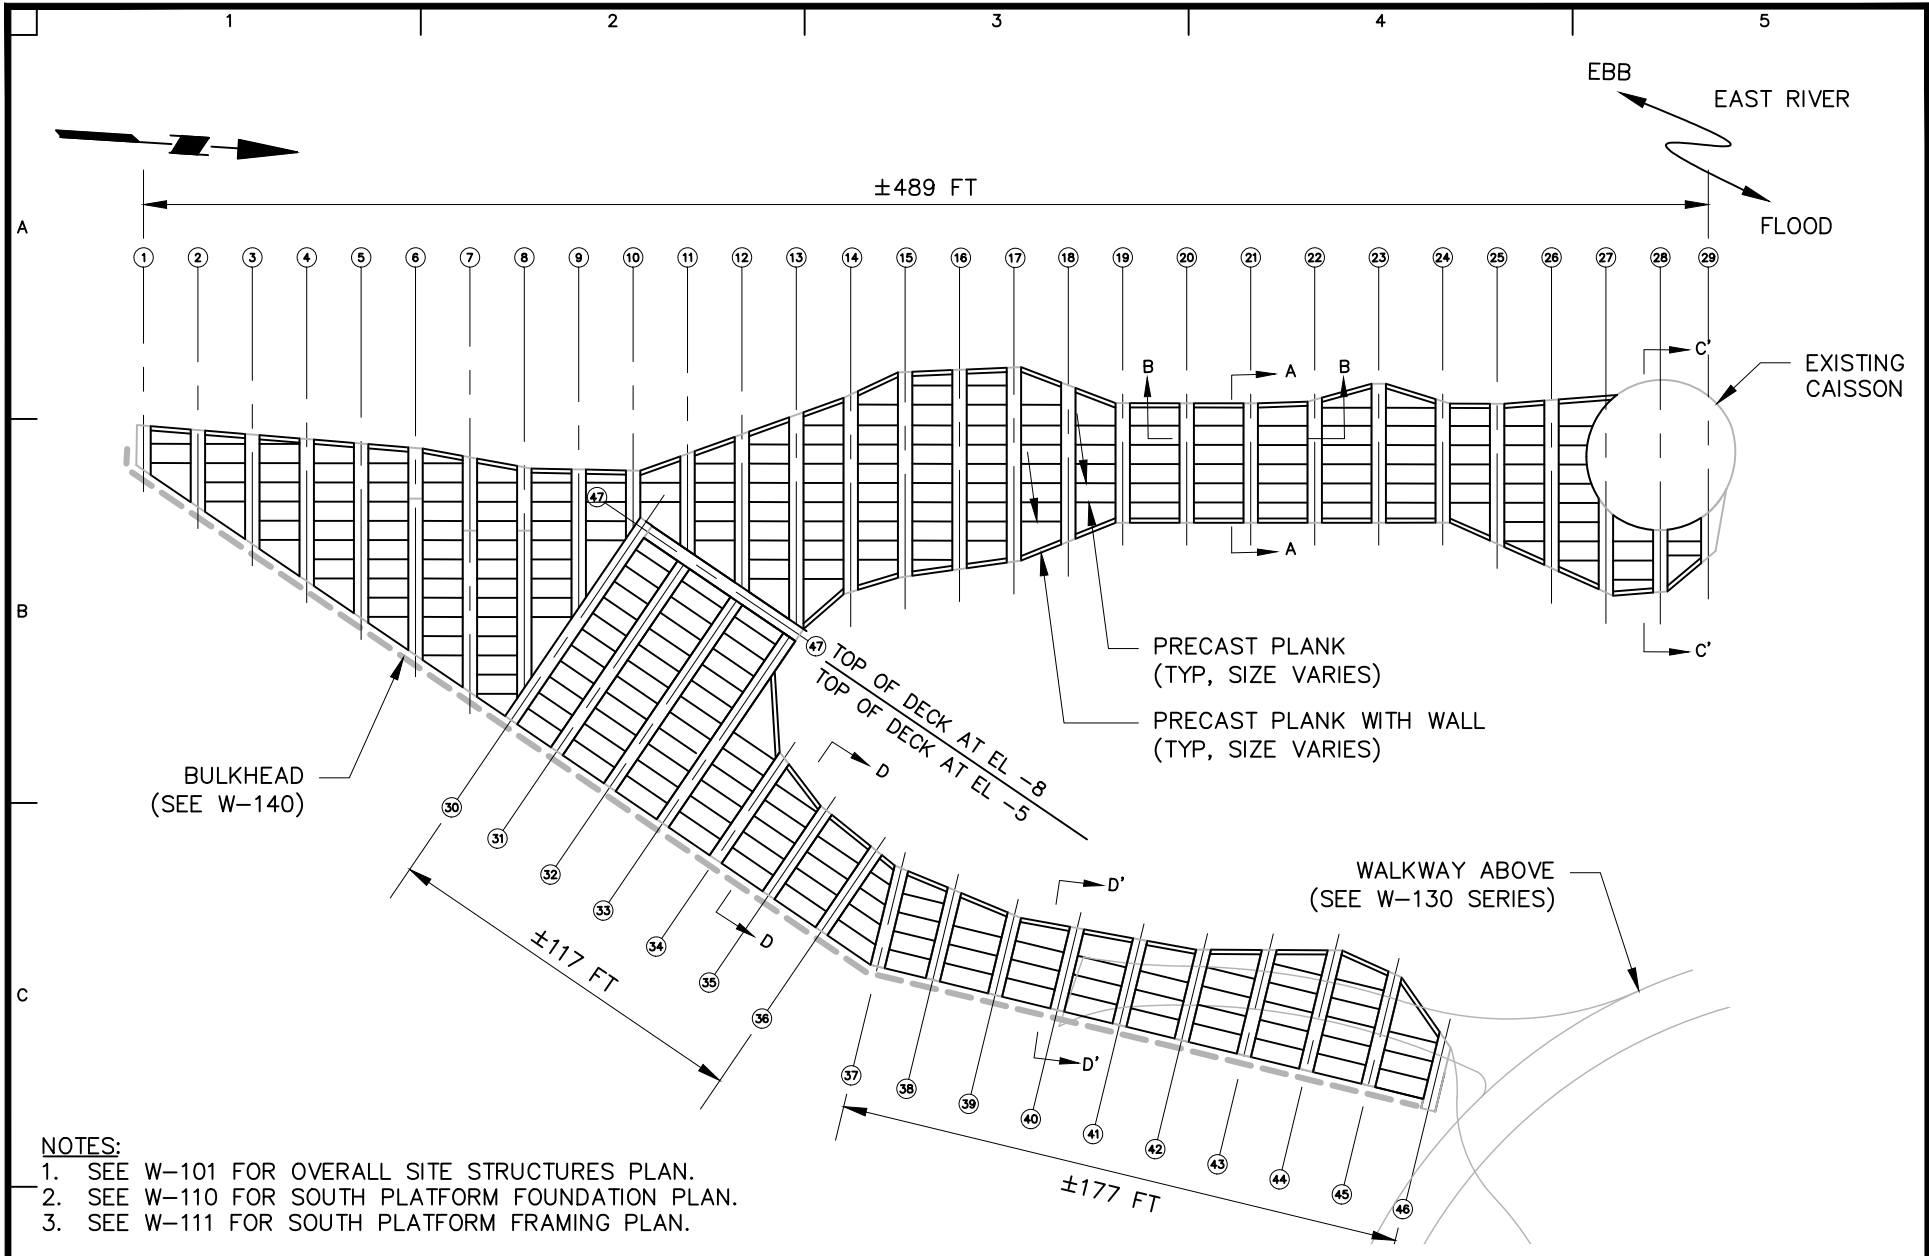 1 2 3 4 5
EBB
EAST RIVER
FLOOD
±489 FT
A
1 2 3 4 5 6 7 8 9 10 11 12 13 14 15 16 17 18 19 20 21 22 23 24 25 26 27 28 29
C'
B A B
EXISTING
CAISSON
47
A
B
47
PRECAST PLANK
(TYP, SIZE VARIES)
C'
TOP OF DECK AT EL -8
TOP OF DECK AT EL -5
PRECAST PLANK WITH WALL
(TYP, SIZE VARIES)
BULKHEAD
(SEE W-140)
D
30
31
32
33
34
35
36
D
±117 FT
WALKWAY ABOVE
(SEE W-130 SERIES)
D'
C
D'
37
38
39
40
41
42
43
44
45
46
±177 FT
NOTES:
1. SEE W-101 FOR OVERALL SITE STRUCTURES PLAN.
2. SEE W-110 FOR SOUTH PLATFORM FOUNDATION PLAN.
3. SEE W-111 FOR SOUTH PLATFORM FRAMING PLAN.